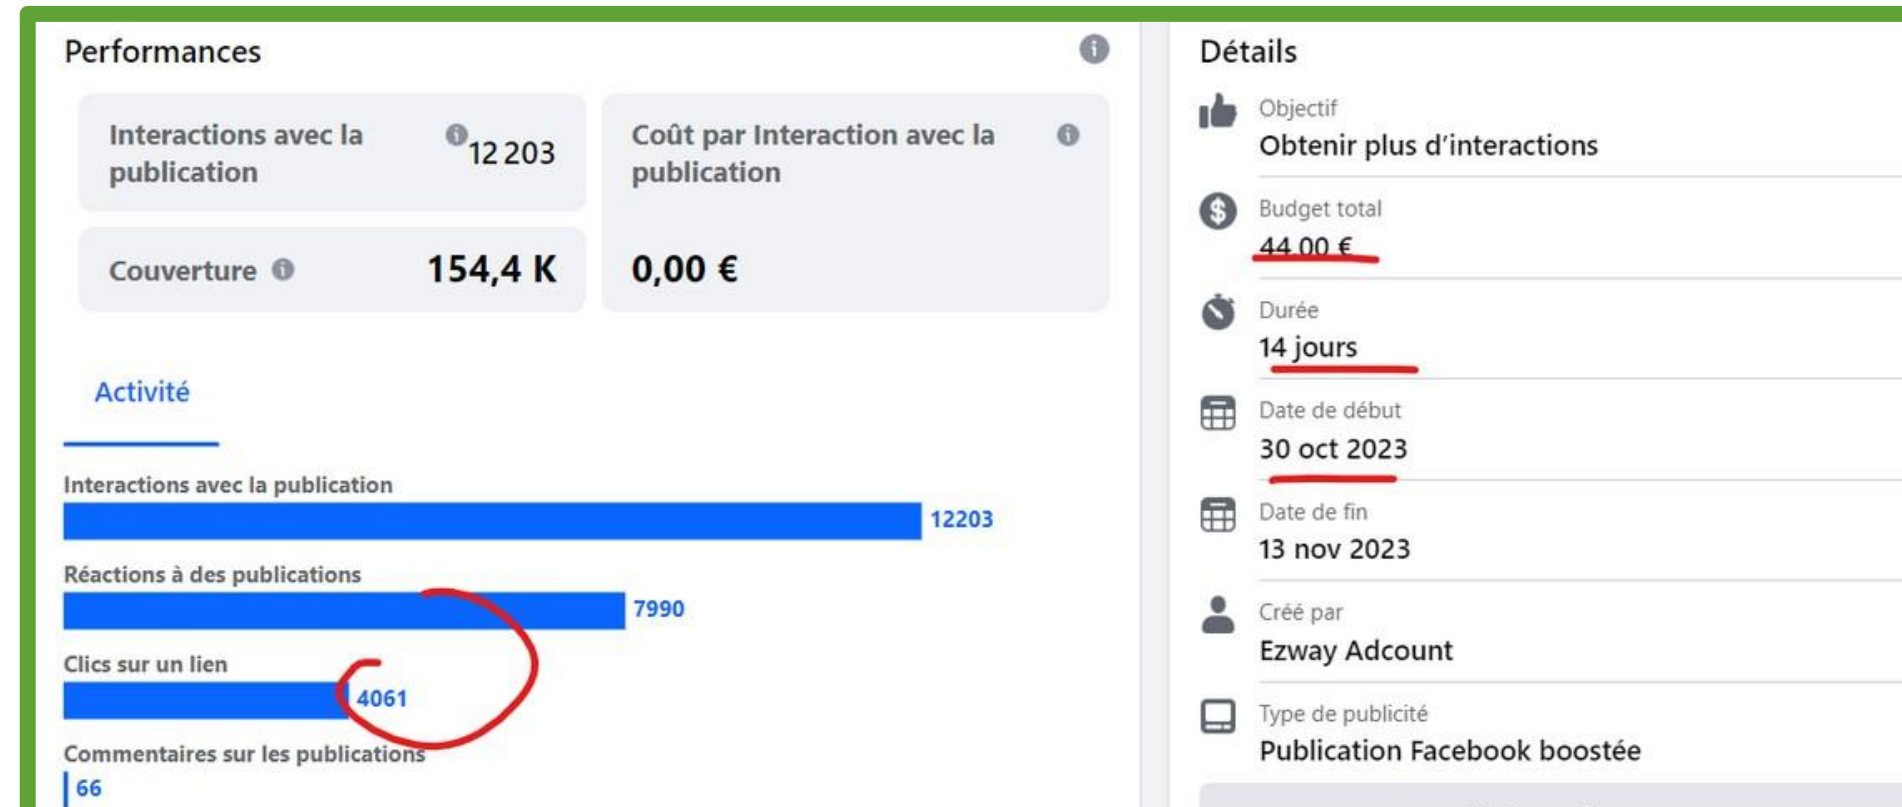 Performances
Interactions avec la
publication
12 203
Coût par Interaction avec la
publication
Couverture
154,4 K
0,00 €
Activité
Interactions avec la publication
12203
Réactions à des publications
7990
Clics sur un lien
4061
Commentaires sur les publications
66
Détails
Objectif
Obtenir plus d'interactions
Budget total
44,00 €
Durée
14 jours
Date de début
30 oct 2023
Date de fin
13 nov 2023
Créé par
Ezway Adcount
Type de publicité
Publication Facebook boostée